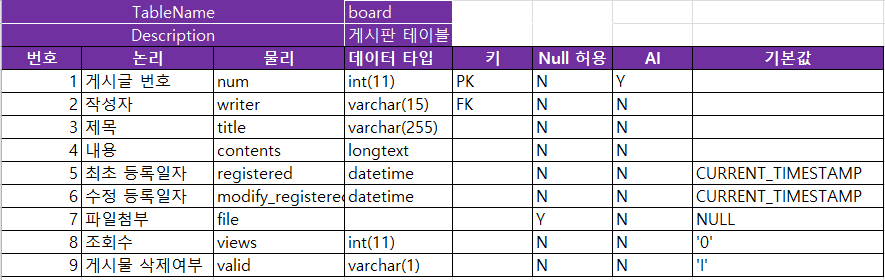 TableName board
Description 게시판 테이블
번호 논리 물리 데이터 타입 키 Null 허용 AI 기본값
1 게시글 번호 num int(11) PK N Y
2 작성자 writer varchar(15) FK N N
3 제목 title varchar(255) N N
4 내용 contents longtext N N
5 최초 등록일자 registered datetime N N CURRENT_TIMESTAMP
6 수정 등록일자 modify_registered datetime N N CURRENT_TIMESTAMP
7 파일첨부 file Y N NULL
8 조회수 views int(11) N N '0'
9 게시물 삭제여부 valid varchar(1) N N 'I'